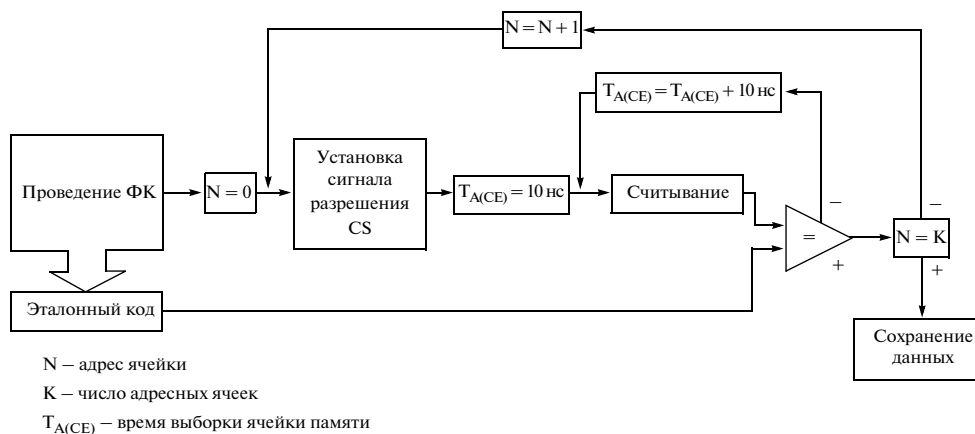 N = N + 1
T_A(CE) = T_A(CE) + 10 нс
Проведение ФК
N = 0
Установка
сигнала
разрешения
CS
T_A(CE) = 10 нс
Считывание
=
–
+
–
N = K
+
Эталонный код
Сохранение
данных
N – адрес ячейки
K – число адресных ячеек
T_A(CE) – время выборки ячейки памяти